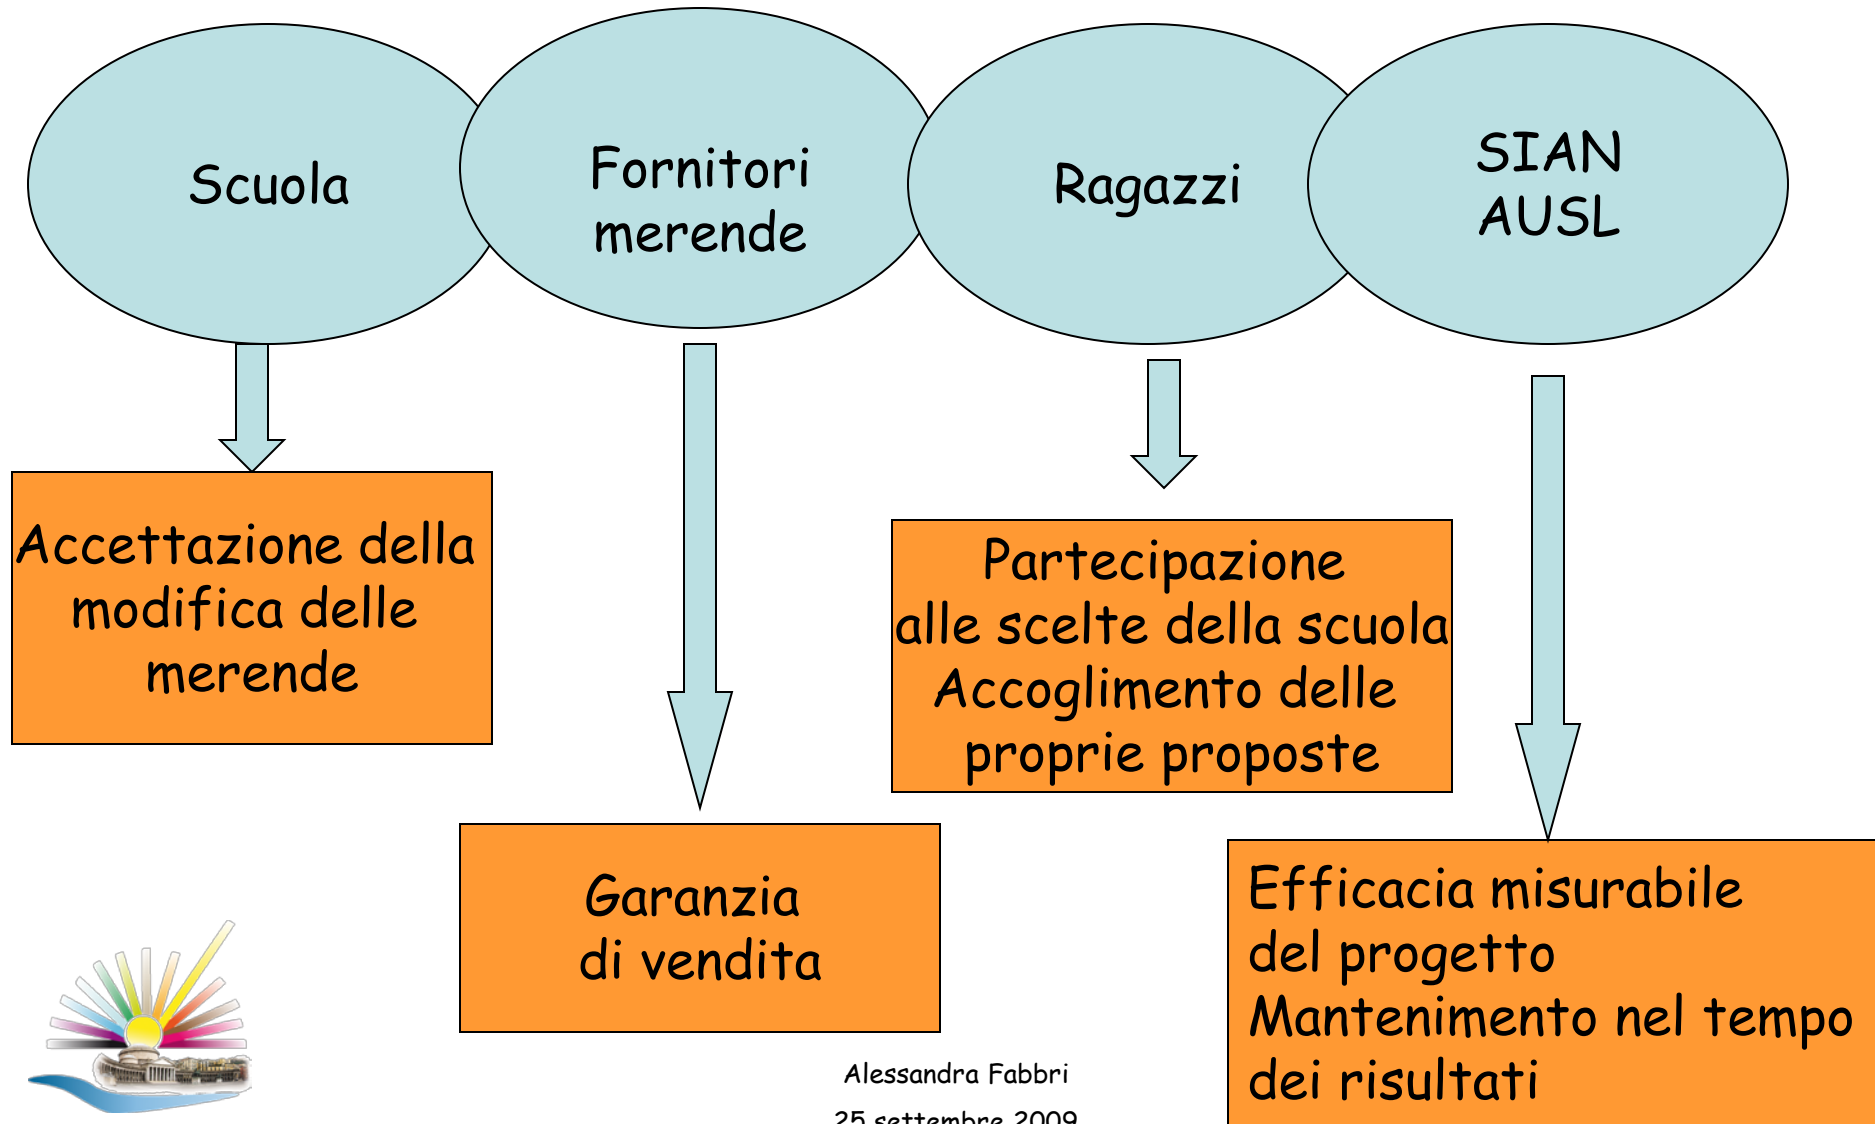 Scuola
Fornitori
merende
Ragazzi
SIAN
AUSL
Accettazione della
modifica delle
merende
Garanzia
di vendita
Partecipazione
alle scelte della scuola
Accoglimento delle
proprie proposte
Efficacia misurabile
del progetto
Mantenimento nel tempo
dei risultati
Alessandra Fabbri
25 settembre 2009